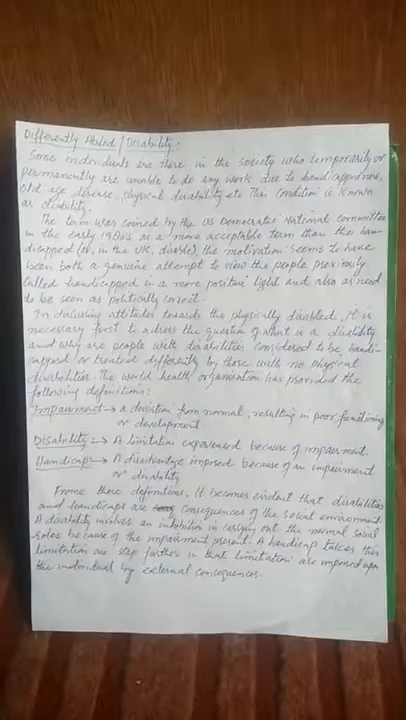 Differently Abled / Disability :
Some individuals are there in the society who temporarily or
permanently are unable to do any work due to handicappedness,
old age disease, physical disability etc. This condition is known
as disability.
The term was coined by the US Democratic National committee
in the early 1980s as a more acceptable term than the han-
dicapped (or, in the UK, disable), the motivation seems to have
been both a genuine attempt to view the people previously
called handicapped in a more positive light and also as need
to be seen as politically correct.
In discussing attitudes towards the physically disabled, it is
necessary first to adress the question of what is a disability
and why are people with disabilities considered to be handi-
capped or treated differently by those with no physical
disabilities. The world health organisation has provided the
following definitions:
Impairment → a deviation from normal, resulting in poor functioning
or development
Disability → A limitation experienced because of impairment.
Handicap → A disadvantage imposed because of an impairment
or disability
Frome these definitions, It becomes evident that disabilities
and handicaps are consequences of the social environment.
A disability involves an inhibition in carrying out the normal social
roles because of the impairment present. A handicap takes this
limitation one step further in that limitation are imposed upon
the individual by external consequences.